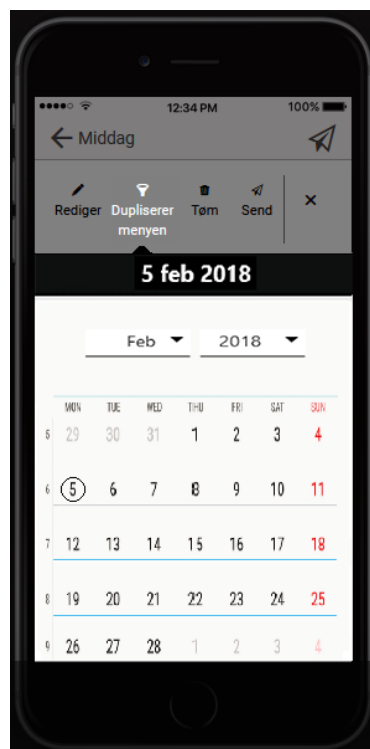 12:34 PM 100%
Middag
Rediger Dupliserer menyen Tøm Send ×
5 feb 2018
Feb 2018
MON TUE WED THU FRI SAT SUN
5 29 30 31 1 2 3 4
6 5 6 7 8 9 10 11
7 12 13 14 15 16 17 18
8 19 20 21 22 23 24 25
9 26 27 28 1 2 3 4